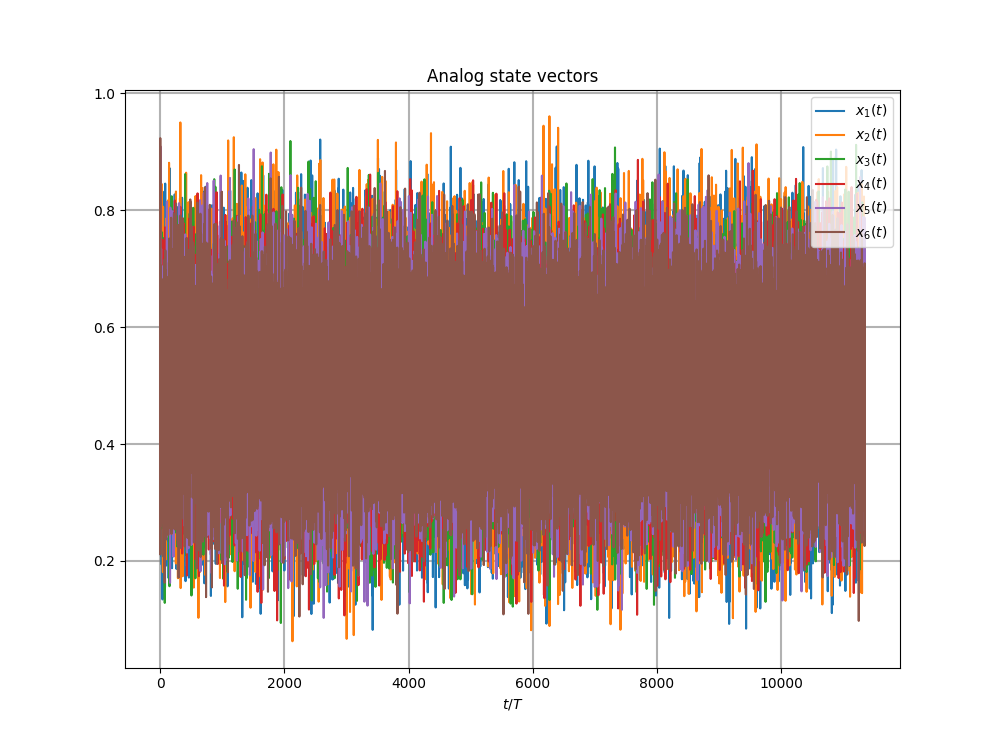 Analog state vectors
1.0
0.8
0.6
0.4
0.2
0
2000
4000
6000
8000
10000
t/T
x₁(t)
x₂(t)
x₃(t)
x₄(t)
x₅(t)
x₆(t)